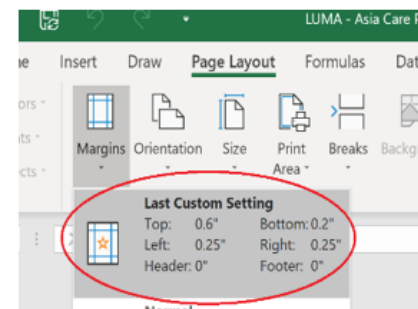 LUMA - Asia Care
Insert Draw Page Layout Formulas
Margins Orientation Size Print Area Breaks
Last Custom Setting
Top: 0.6" Bottom: 0.2"
Left: 0.25" Right: 0.25"
Header: 0" Footer: 0"